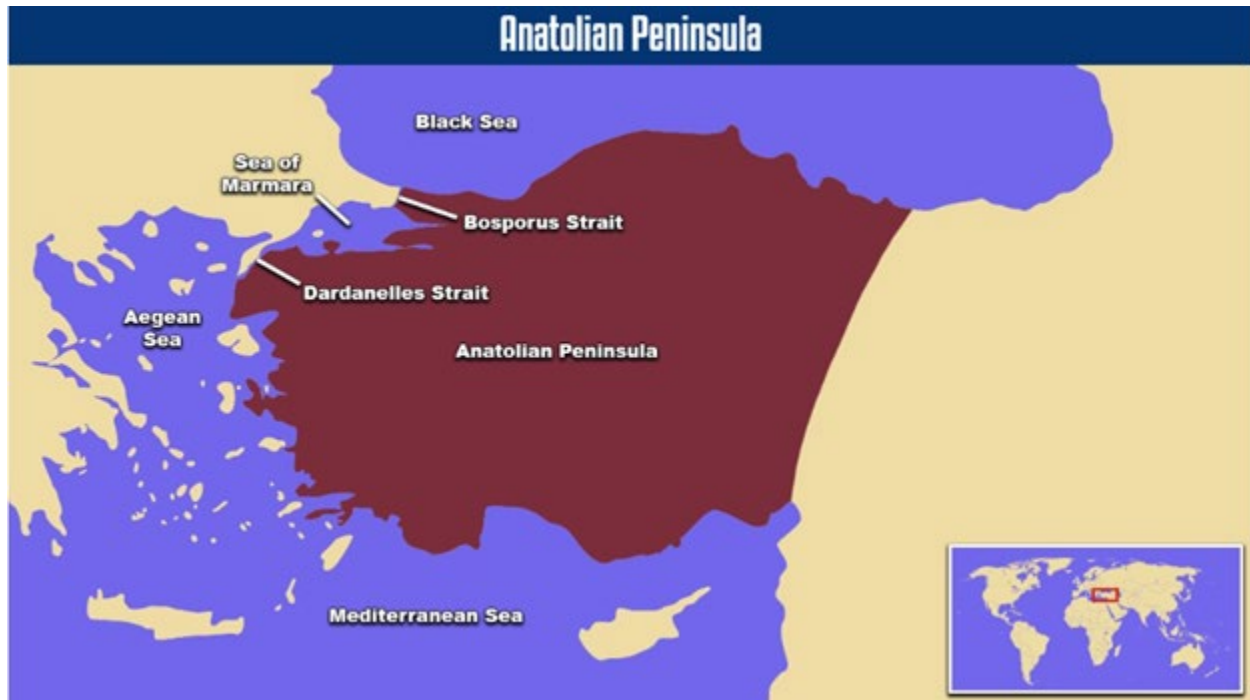 Anatolian Peninsula
Black Sea
Sea of
Marmara
Bosporus Strait
Dardanelles Strait
Aegean
Sea
Anatolian Peninsula
Mediterranean Sea